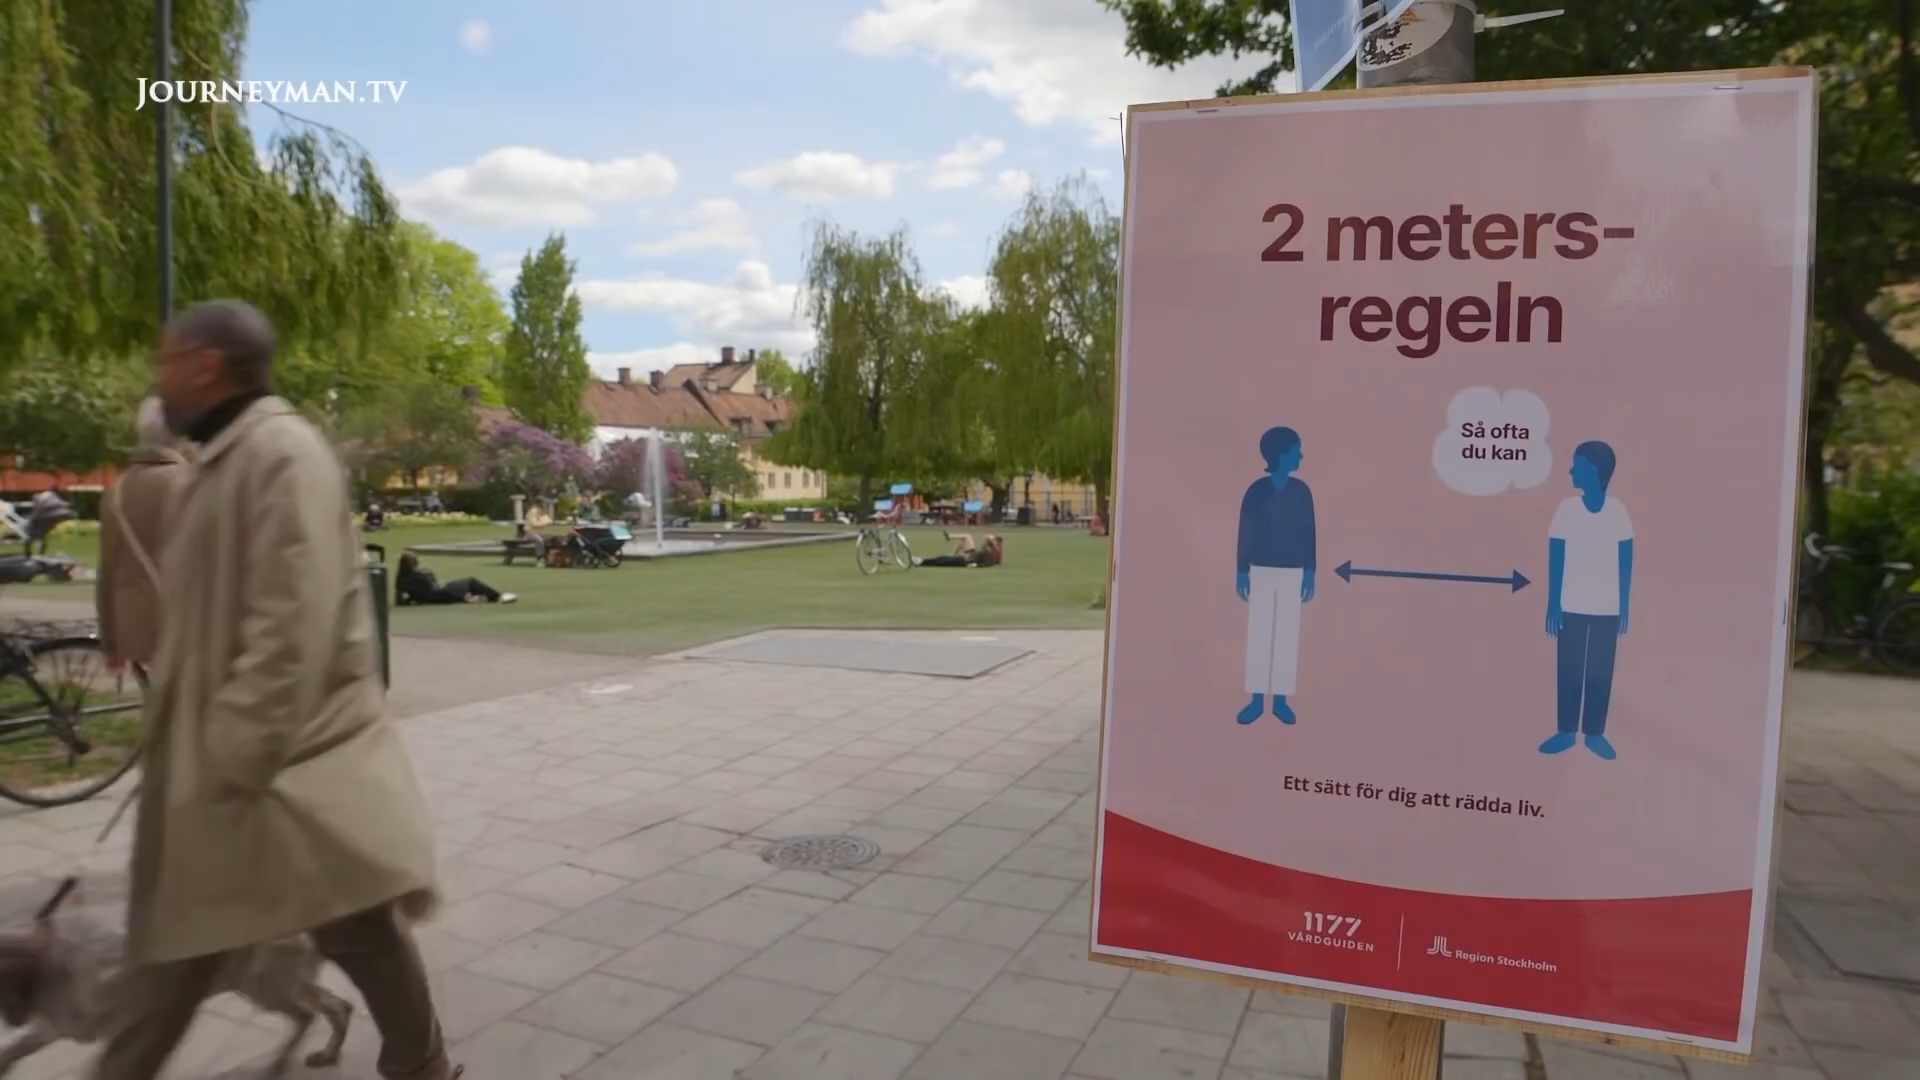 JOURNEYMAN.TV
2 meters-
regeln
Så ofta
du kan
Ett sätt för dig att rädda liv.
1177
VÅRDGUIDEN
Region Stockholm